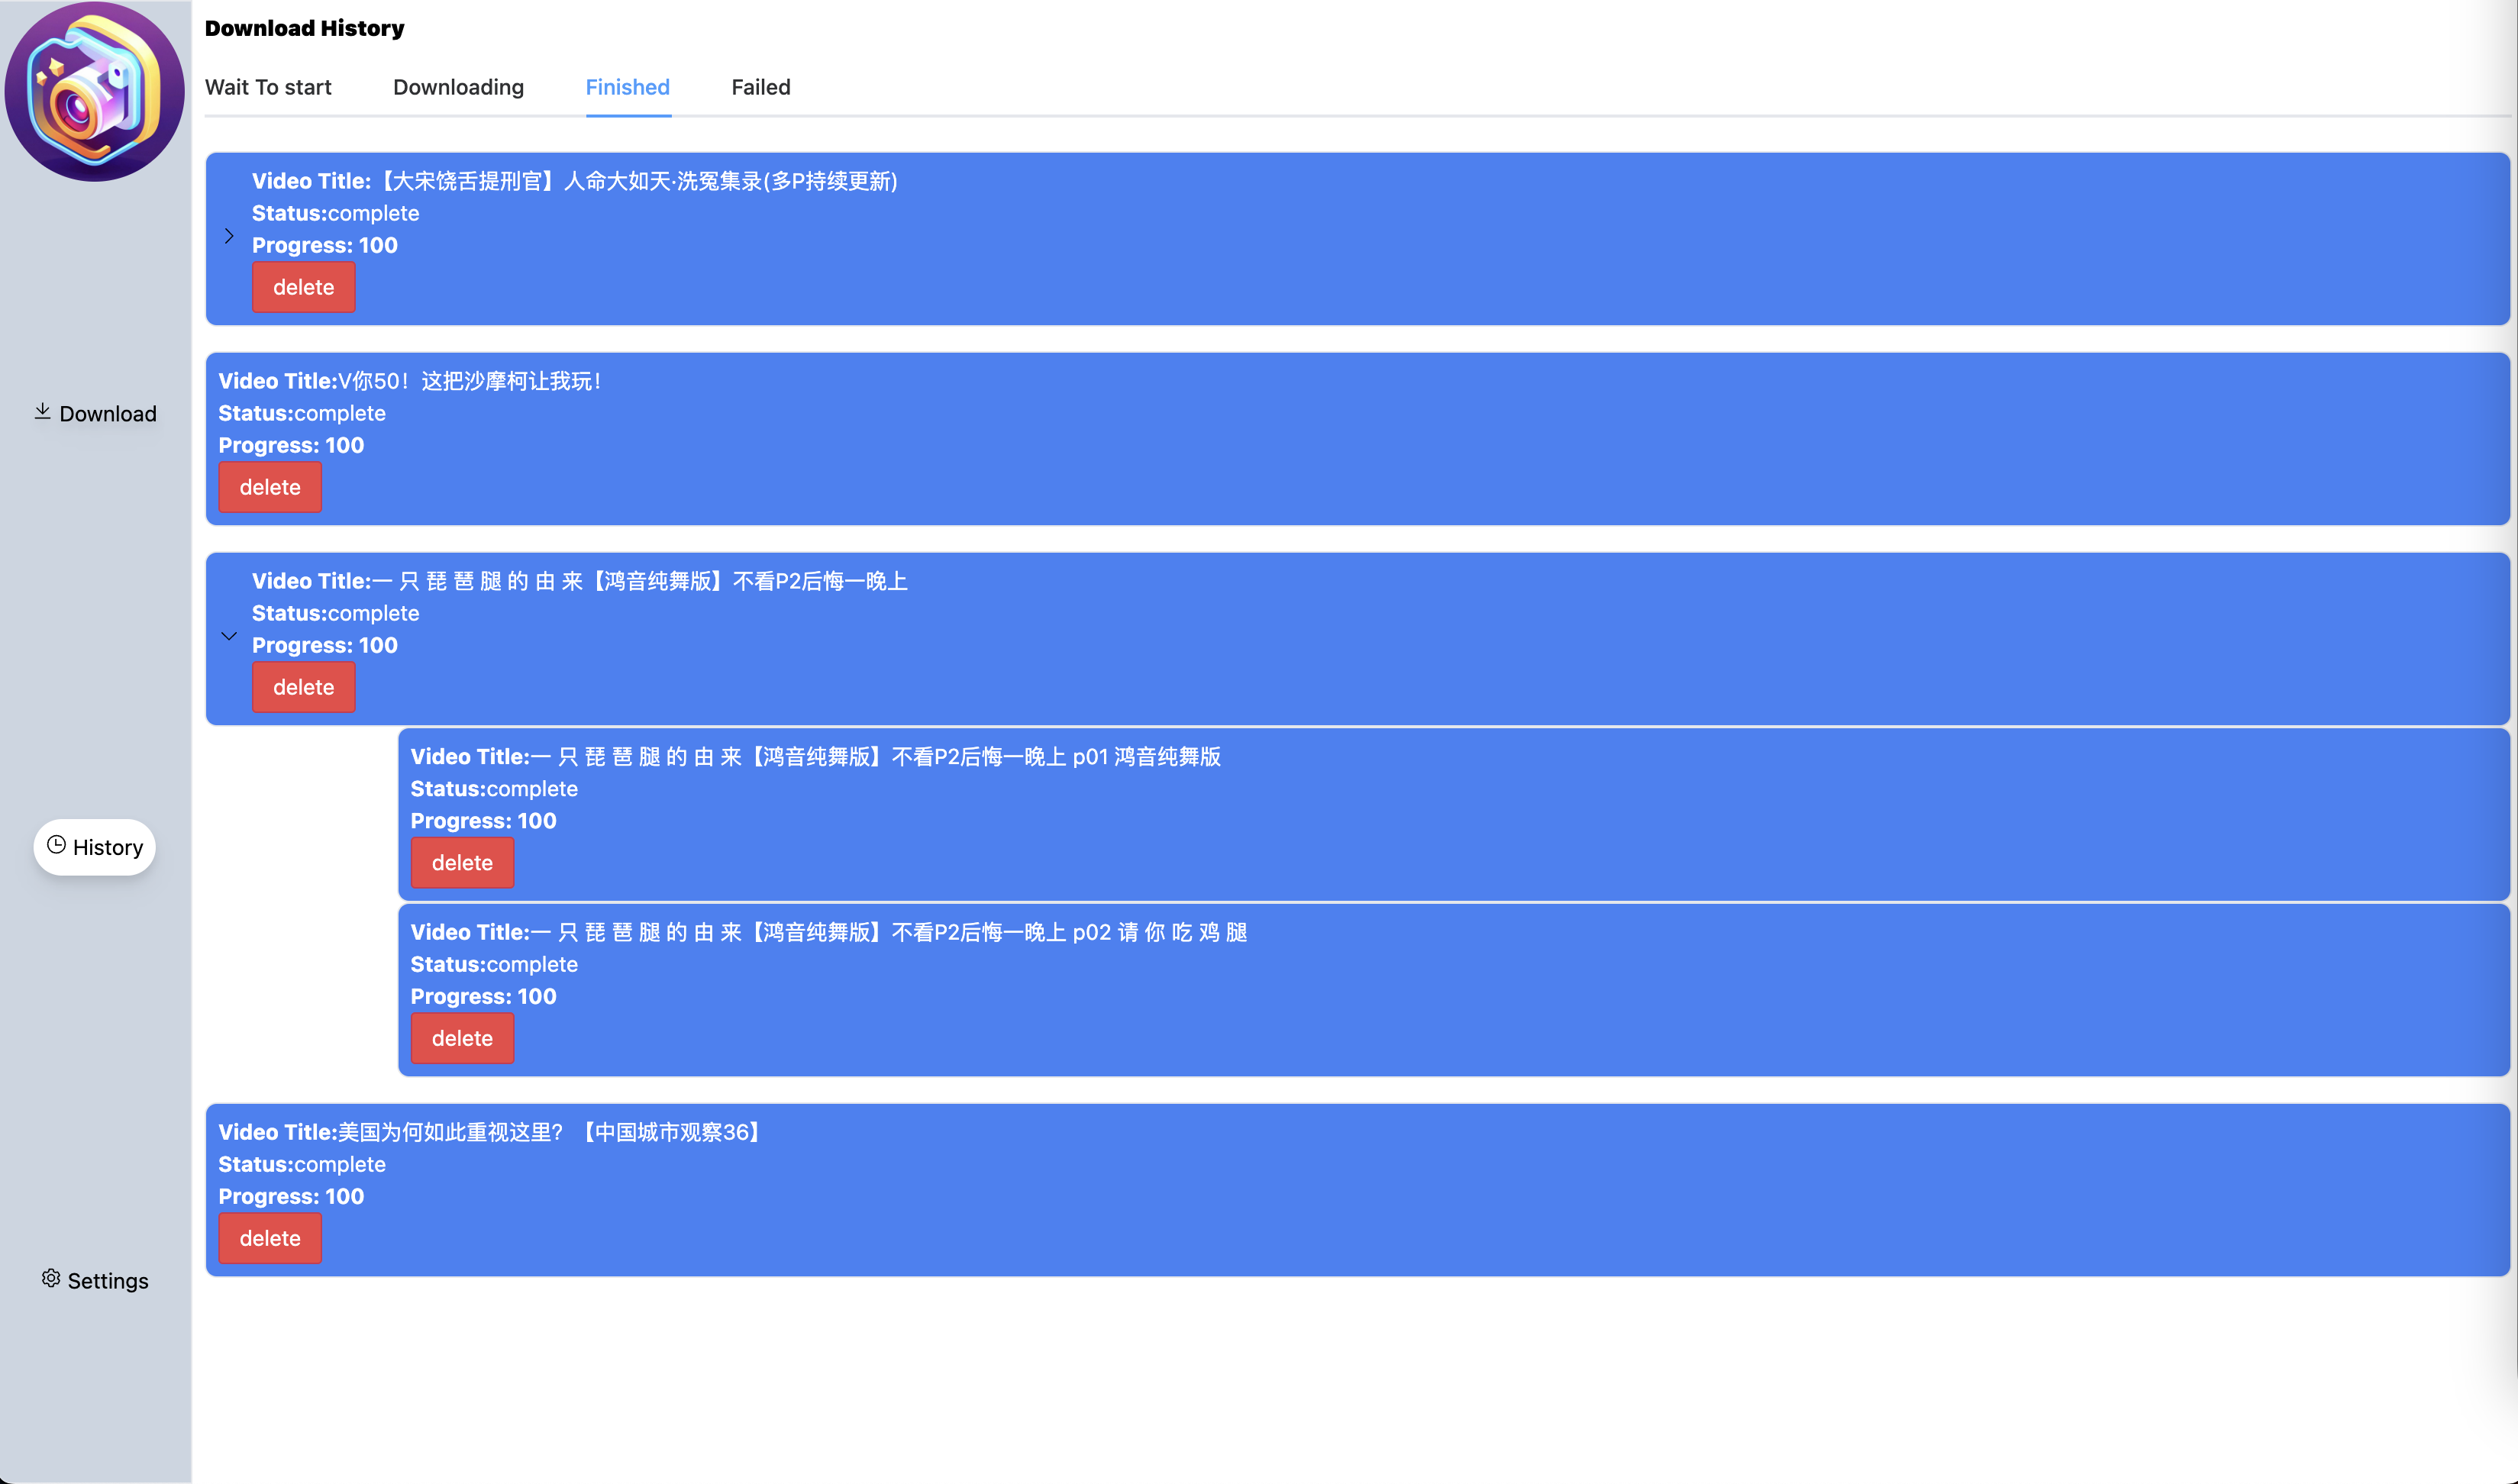 Download History
Wait To start
Downloading
Finished
Failed
Video Title:【大宋饶舌提刑官】人命大如天·洗冤集录(多P持续更新)
Status:complete
Progress: 100
delete
Video Title:V你50！这把沙摩柯让我玩！
Status:complete
Progress: 100
delete
Video Title:一 只 琵 琶 腿 的 由 来【鸿音纯舞版】不看P2后悔一晚上
Status:complete
Progress: 100
delete
Video Title:一 只 琵 琶 腿 的 由 来【鸿音纯舞版】不看P2后悔一晚上 p01 鸿音纯舞版
Status:complete
Progress: 100
delete
Video Title:一 只 琵 琶 腿 的 由 来【鸿音纯舞版】不看P2后悔一晚上 p02 请 你 吃 鸡 腿
Status:complete
Progress: 100
delete
Video Title:美国为何如此重视这里？【中国城市观察36】
Status:complete
Progress: 100
delete
Download
History
Settings